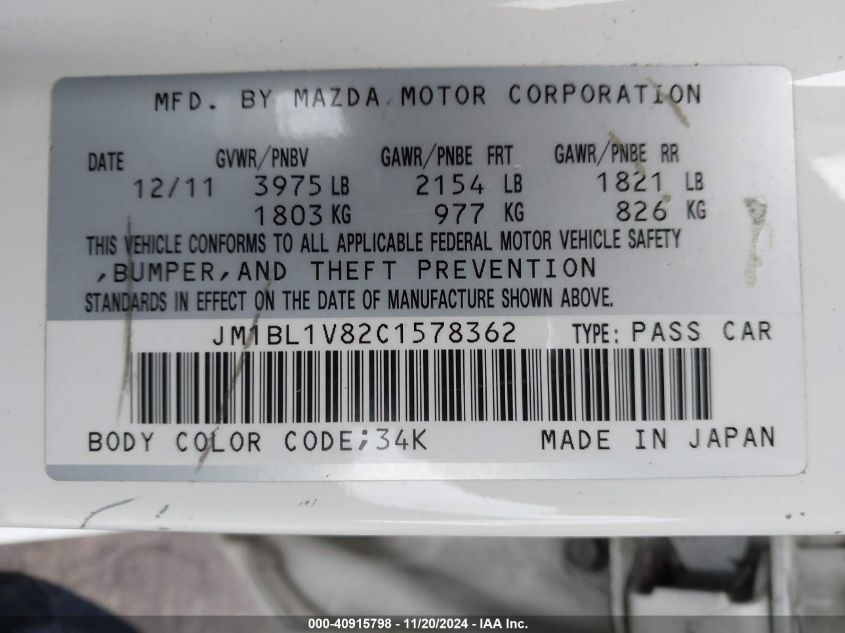 MFD. BY MAZDA MOTOR CORPORATION
DATE GVWR/PNBV GAWR/PNBE FRT GAWR/PNBE RR
12/11 3975 LB 2154 LB 1821 LB
1803 KG 977 KG 826 KG
THIS VEHICLE CONFORMS TO ALL APPLICABLE FEDERAL MOTOR VEHICLE SAFETY
,BUMPER,AND THEFT PREVENTION
STANDARDS IN EFFECT ON THE DATE OF MANUFACTURE SHOWN ABOVE.
JM1BL1V82C1578362 TYPE: PASS CAR
BODY COLOR CODE;34K MADE IN JAPAN
000-40915798 - 11/20/2024 - IAA Inc.